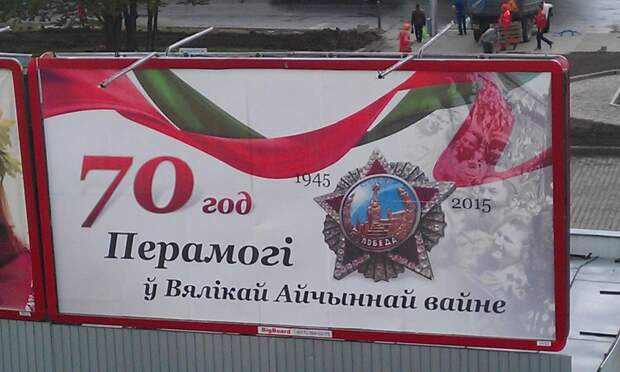 70 год
1945
2015
ПОБЕДА
Перамогі
ў Вялікай Айчыннай вайне
BigBoard